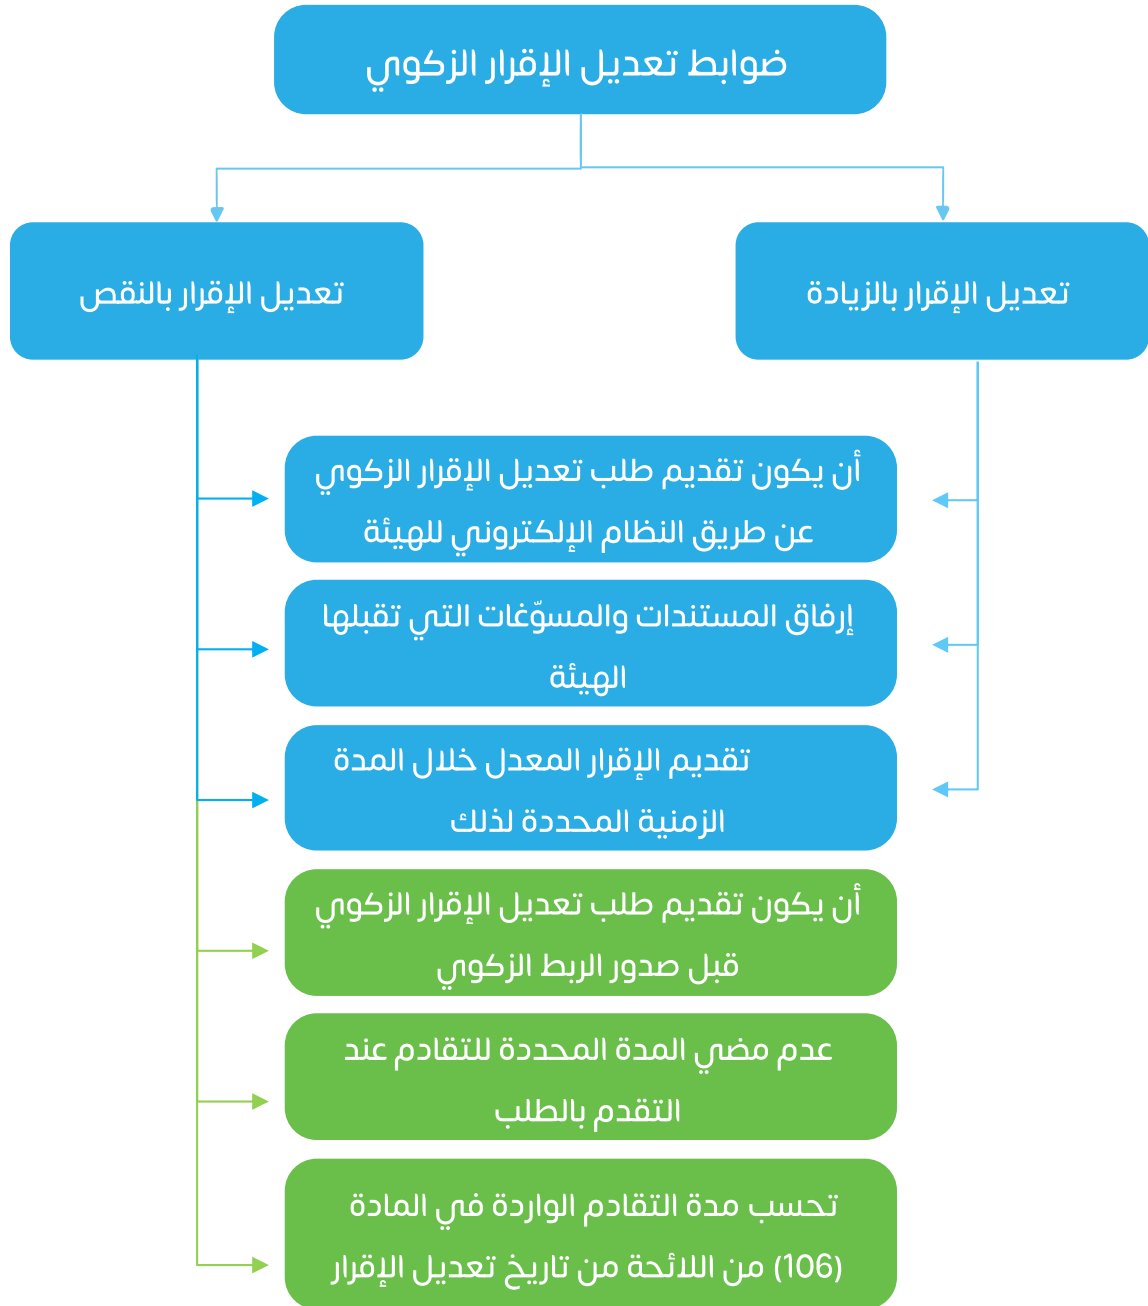 ضوابط تعديل الإقرار الزكوي
تعديل الإقرار بالزيادة
تعديل الإقرار بالنقص
أن يكون تقديم طلب تعديل الإقرار الزكوي
عن طريق النظام الإلكتروني للهيئة
إرفاق المستندات والمسوّغات التي تقبلها
الهيئة
تقديم الإقرار المعدل خلال المدة
الزمنية المحددة لذلك
أن يكون تقديم طلب تعديل الإقرار الزكوي
قبل صدور الربط الزكوي
عدم مضي المدة المحددة للتقادم عند
التقدم بالطلب
تحسب مدة التقادم الواردة في المادة
(106) من اللائحة من تاريخ تعديل الإقرار